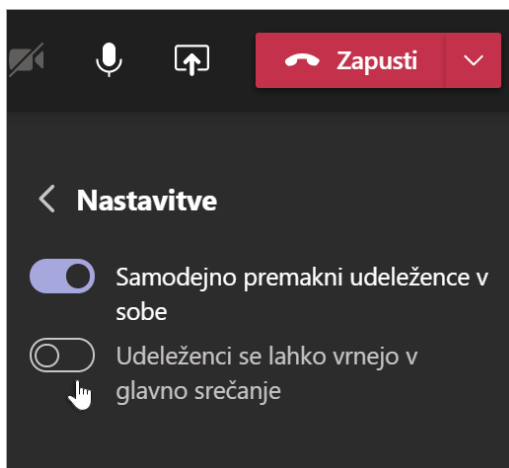 Zapusti
Nastavitve
Samodejno premakni udeležence v
sobe
Udeleženci se lahko vrnejo v
glavno srečanje